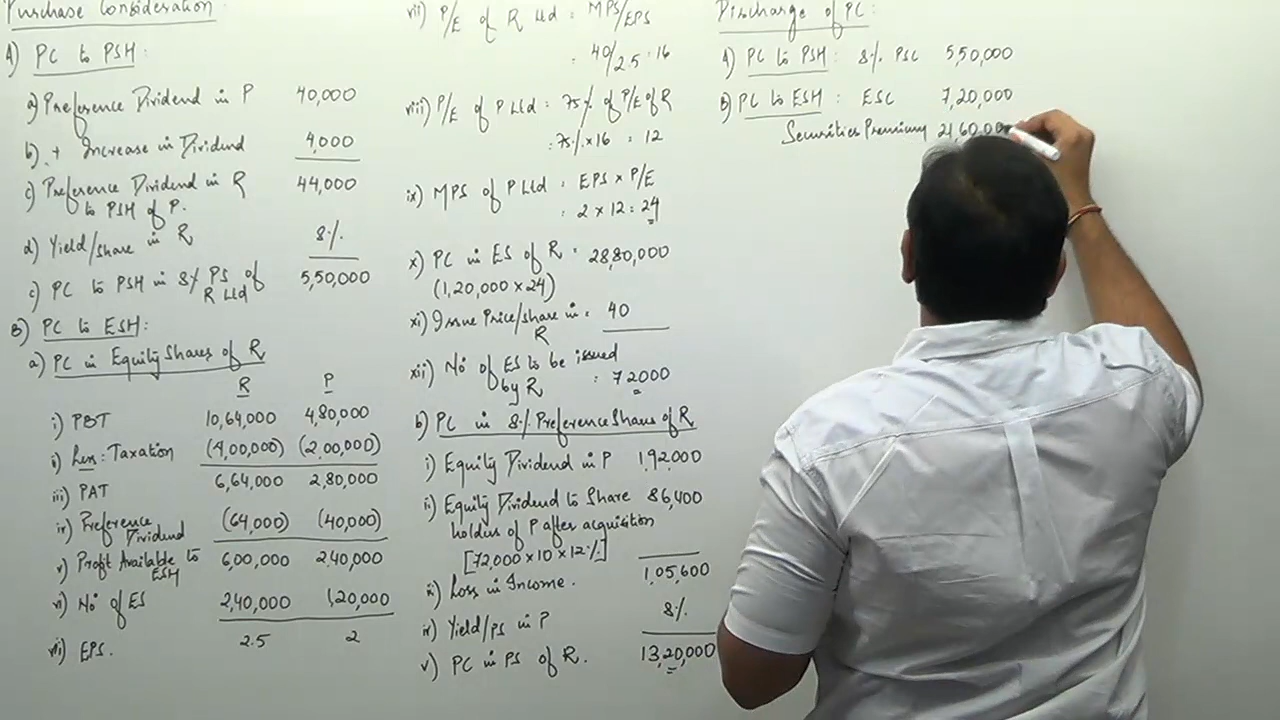 Purchase Consideration:
A) PC to PSH:
a) Preference Dividend in P 40,000
b) + Increase in Dividend 4,000
c) Preference Dividend in R 44,000
to PSH of P.
d) Yield/share in R 8%
c) PC to PSH in 8% PS of 5,50,000
R Ltd
B) PC to ESH:
a) PC in Equity Shares of R
R P
i) PBT 10,64,000 4,80,000
ii) Less: Taxation (4,00,000) (2,00,000)
iii) PAT 6,64,000 2,80,000
iv) Preference (64,000) (40,000)
Dividend
v) Profit Available to 6,00,000 2,40,000
ESH
vi) No of ES 2,40,000 1,20,000
vii) EPS. 2.5 2
vii) P/E of R Ltd = MPS/EPS
= 40/2.5 = 16
viii) P/E of P Ltd = 75% of P/E of R
= 75% × 16 = 12
ix) MPS of P Ltd = EPS × P/E
= 2 × 12 = 24
x) PC in ES of R = 28,80,000
(1,20,000 × 24)
xi) Issue Price/share in = 40
R
xii) No of ES to be issued
by R = 72000
b) PC in 8% Preference Shares of R
i) Equity Dividend in P 1,92,000
ii) Equity Dividend to Share 86,400
holders of P after acquisition
[72,000 × 10 × 12%]
iii) Loss in Income. 1,05,600
iv) Yield/ps in P 8%
v) PC in PS of R. 13,20,000
Discharge of PC:
A) PC to PSH: 8% PSC 5,50,000
B) PC to ESH: ESC 7,20,000
Securities Premium 21,60,00